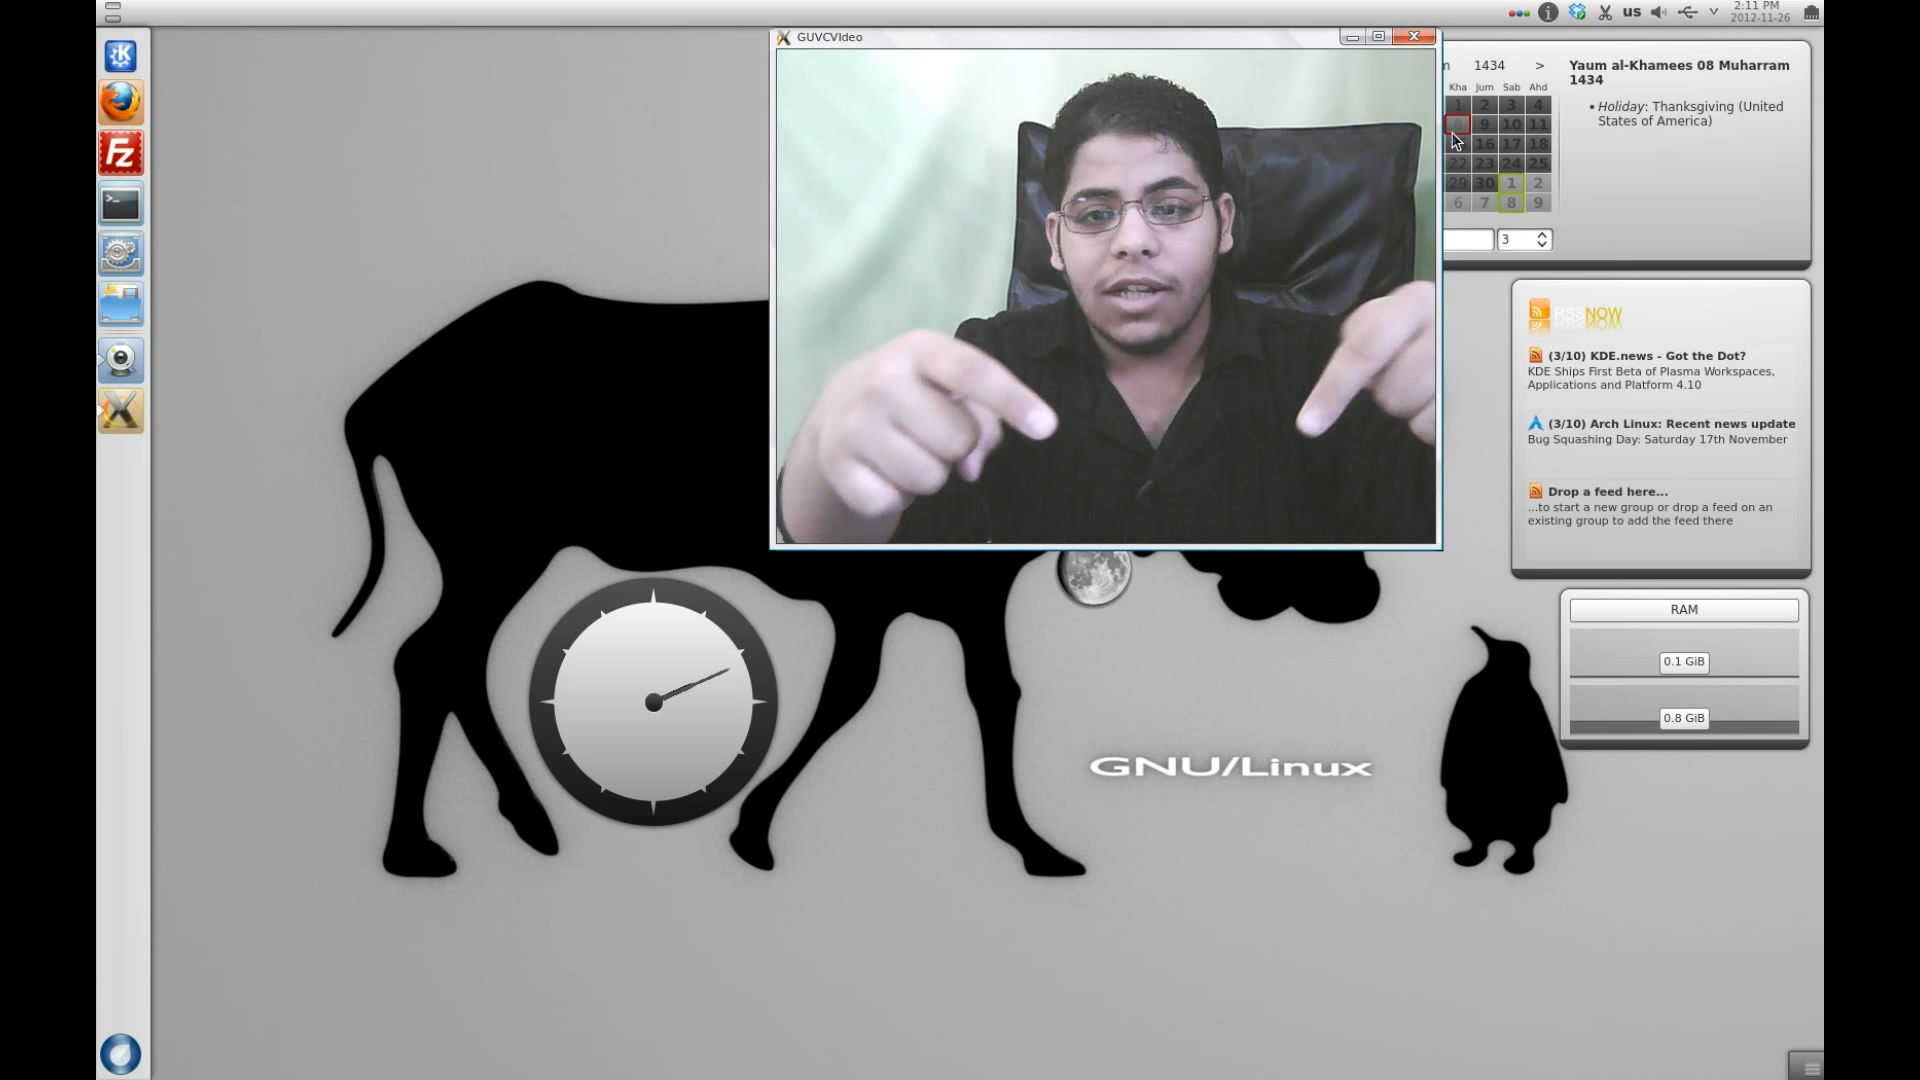 us
2:11 PM
2012-11-26
GUVCVIdeo
1434 >
Kha Jum Sab Ahd
1 2 3 4
8 9 10 11
16 17 18
22 23 24 25
29 30 1 2
6 7 8 9
3
Yaum al-Khamees 08 Muharram
1434
• Holiday: Thanksgiving (United
States of America)
RSSNOW
(3/10) KDE.news - Got the Dot?
KDE Ships First Beta of Plasma Workspaces,
Applications and Platform 4.10
(3/10) Arch Linux: Recent news update
Bug Squashing Day: Saturday 17th November
Drop a feed here...
...to start a new group or drop a feed on an
existing group to add the feed there
RAM
0.1 GiB
0.8 GiB
GNU/Linux
Fz
>_